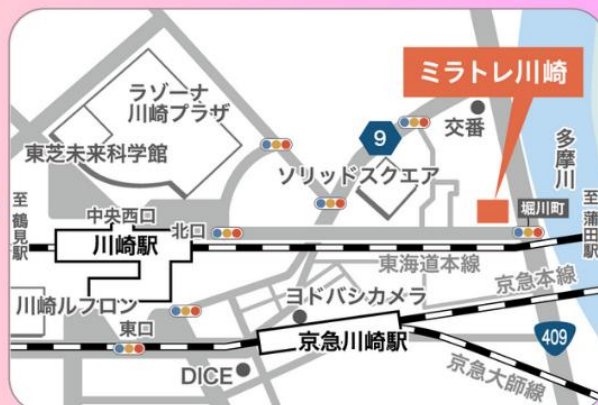 ミラトレ川崎
ラゾーナ
川崎プラザ
9
交番
東芝未来科学館
ソリッドスクエア
多摩川
至 鶴見駅
中央西口
北口
堀川町
至 蒲田駅
川崎駅
東海道本線
京急本線
川崎ルフロン
ヨドバシカメラ
東口
京急川崎駅
409
DICE
京急大師線